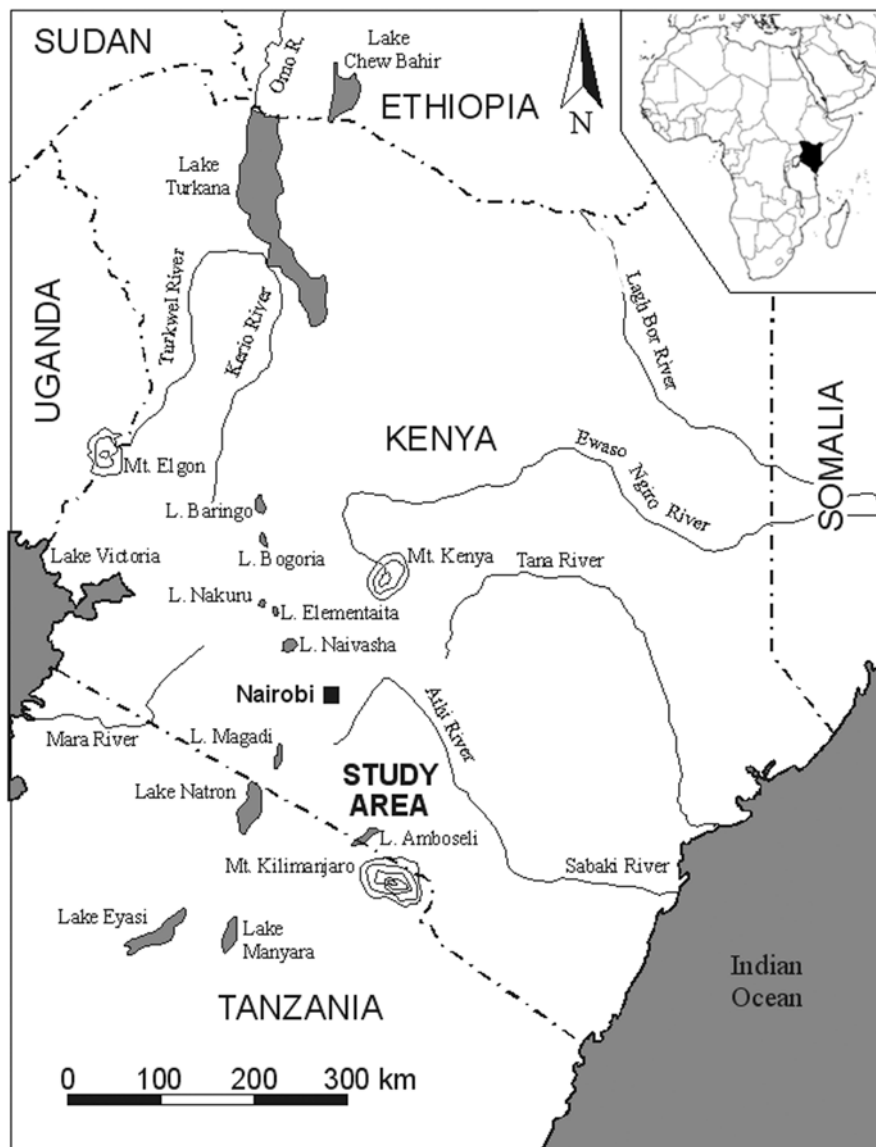 SUDAN
Omo R.
Lake
Chew Bahir
ETHIOPIA
N
Lake
Turkana
UGANDA
Turkwel River
Kerio River
Lagh Bor River
KENYA
Ewaso
Ngiro River
SOMALIA
Mt. Elgon
L. Baringo
Lake Victoria
L. Bogoria
Mt. Kenya
Tana River
L. Nakuru
L. Elementaita
L. Naivasha
Nairobi
Athi River
Mara River
L. Magadi
STUDY
AREA
Lake Natron
L. Amboseli
Mt. Kilimanjaro
Sabaki River
Lake Eyasi
Lake
Manyara
Indian
Ocean
TANZANIA
0 100 200 300 km